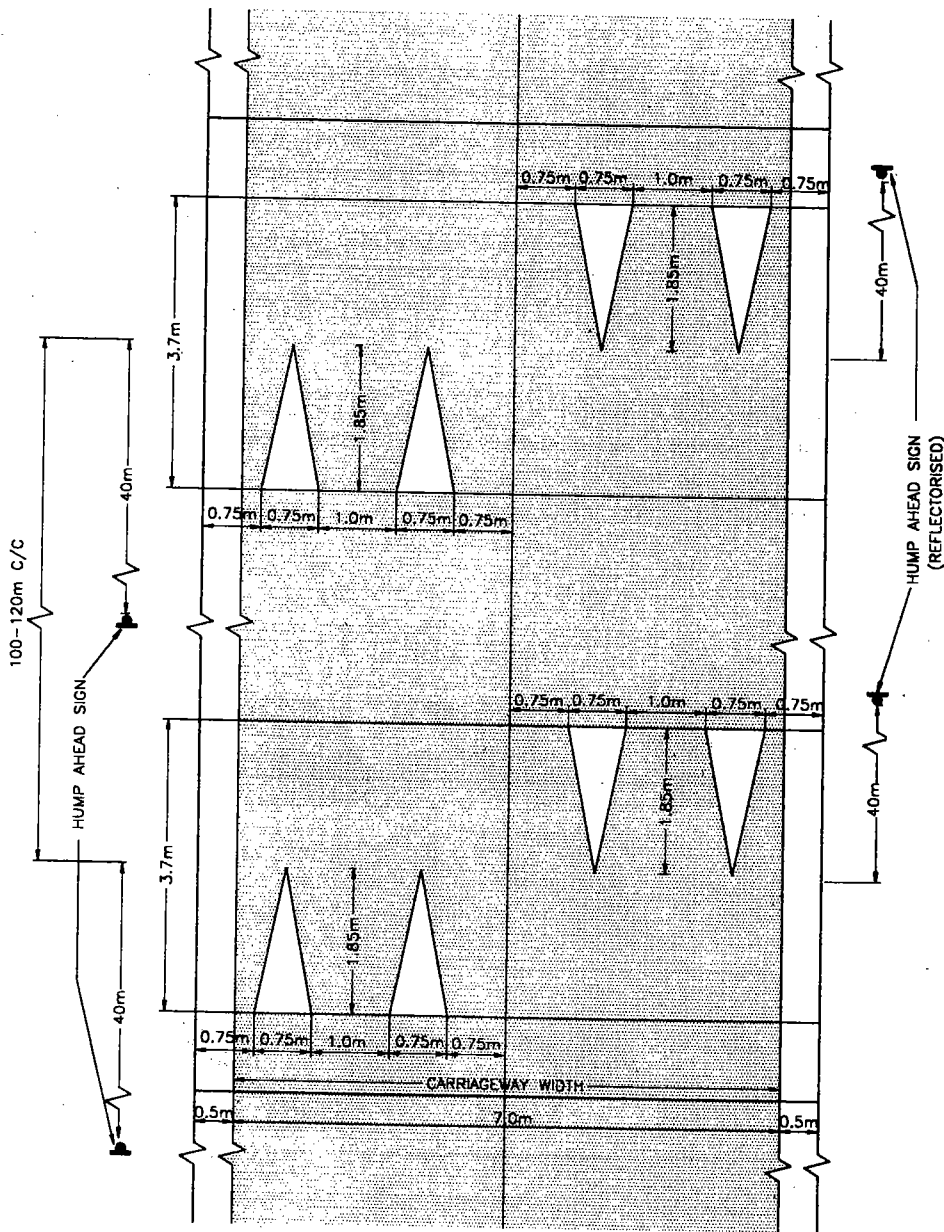 0.75m 0.75m 1.0m 0.75m 0.75m
3.7m
1.85m
40m
1.85m
40m
0.75m 0.75m 1.0m 0.75m 0.75m
100-120m C/C
HUMP AHEAD SIGN
(REFLECTORISED)
HUMP AHEAD SIGN
0.75m 0.75m 1.0m 0.75m 0.75m
3.7m
1.85m
40m
1.85m
40m
0.75m 0.75m 1.0m 0.75m 0.75m
CARRIAGEWAY WIDTH
0.5m 7.0m 0.5m